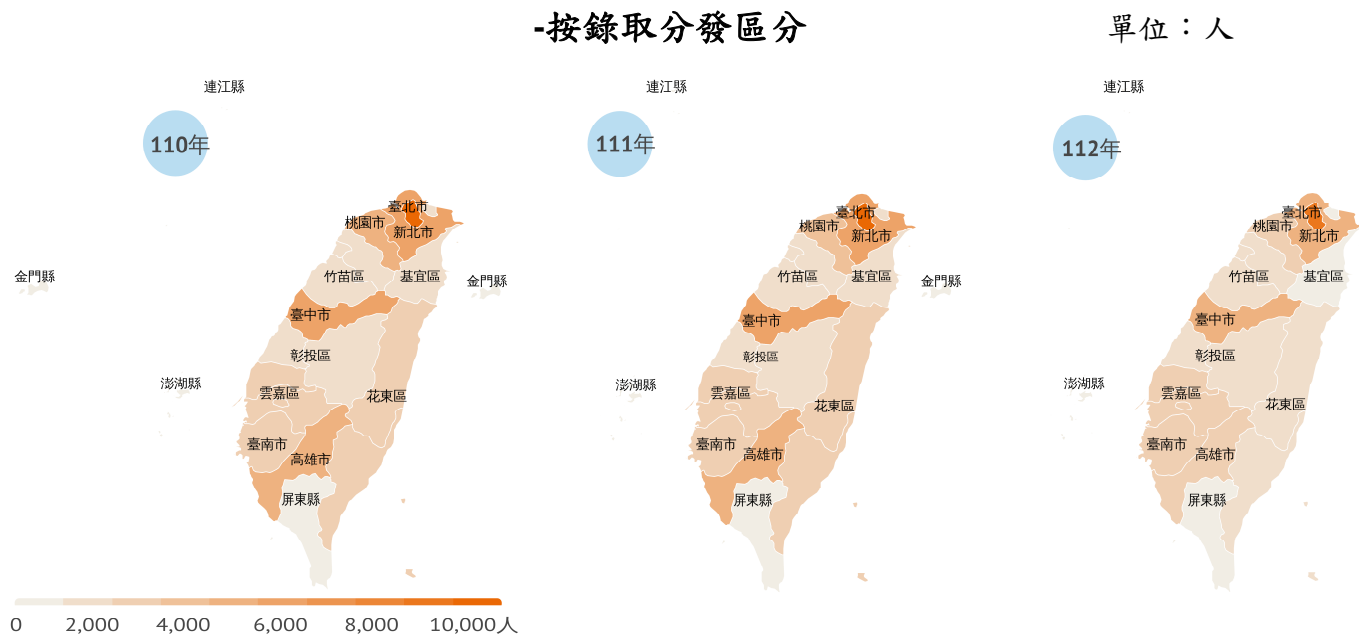 -按錄取分發區分
單位：人
連江縣
110年
臺北市
桃園市
新北市
金門縣
竹苗區
基宜區
臺中市
彰投區
澎湖縣
雲嘉區
花東區
臺南市
高雄市
屏東縣
連江縣
111年
臺北市
桃園市
新北市
金門縣
竹苗區
基宜區
臺中市
彰投區
澎湖縣
雲嘉區
花東區
臺南市
高雄市
屏東縣
連江縣
112年
臺北市
桃園市
新北市
金門縣
竹苗區
基宜區
臺中市
彰投區
澎湖縣
雲嘉區
花東區
臺南市
高雄市
屏東縣
0 2,000 4,000 6,000 8,000 10,000人